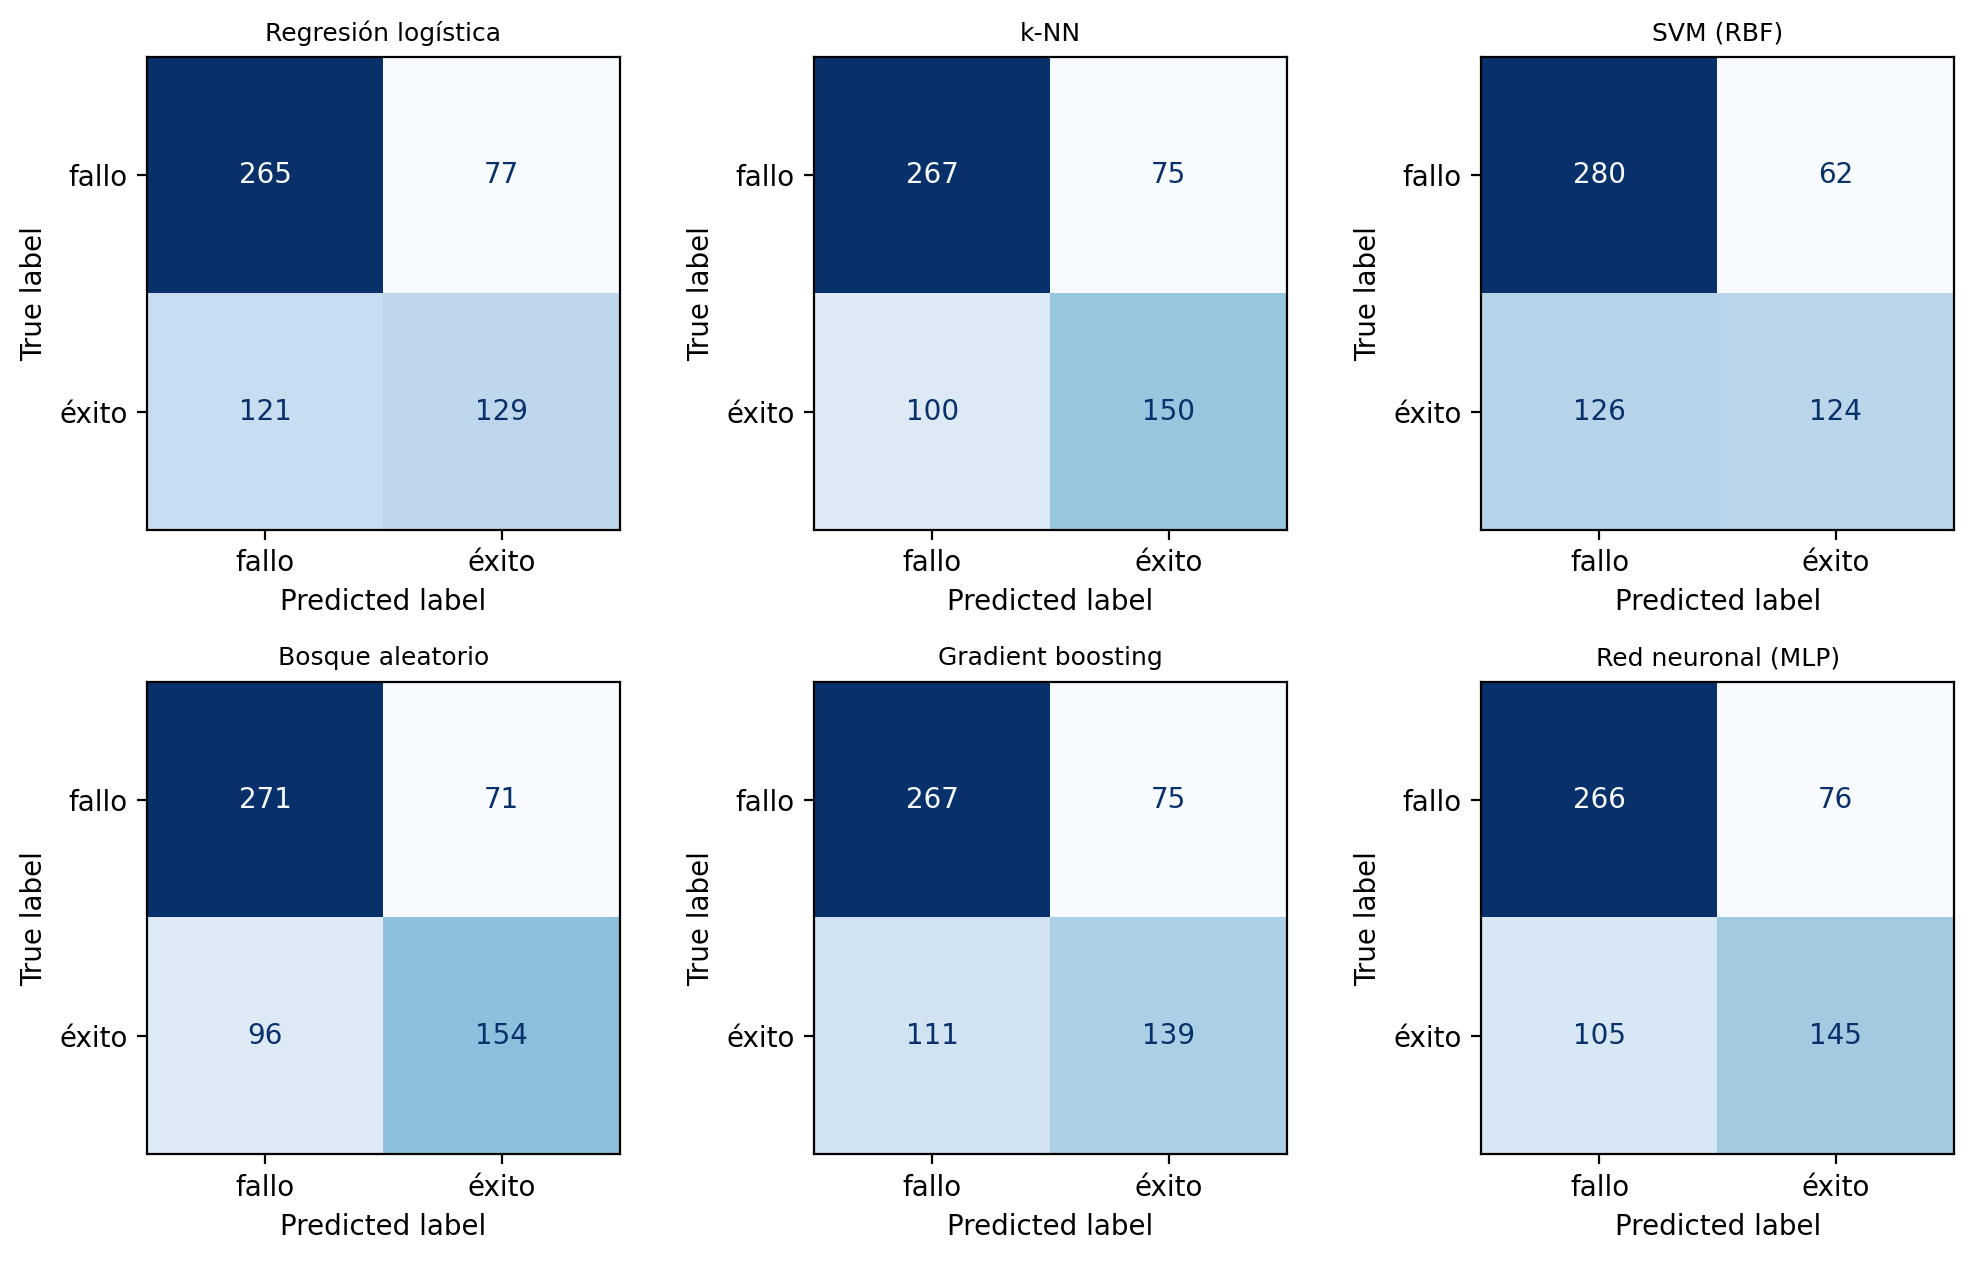 Regresión logística
fallo
265
77
True label
éxito
121
129
fallo
éxito
Predicted label
k-NN
fallo
267
75
True label
éxito
100
150
fallo
éxito
Predicted label
SVM (RBF)
fallo
280
62
True label
éxito
126
124
fallo
éxito
Predicted label
Bosque aleatorio
fallo
271
71
True label
éxito
96
154
fallo
éxito
Predicted label
Gradient boosting
fallo
267
75
True label
éxito
111
139
fallo
éxito
Predicted label
Red neuronal (MLP)
fallo
266
76
True label
éxito
105
145
fallo
éxito
Predicted label